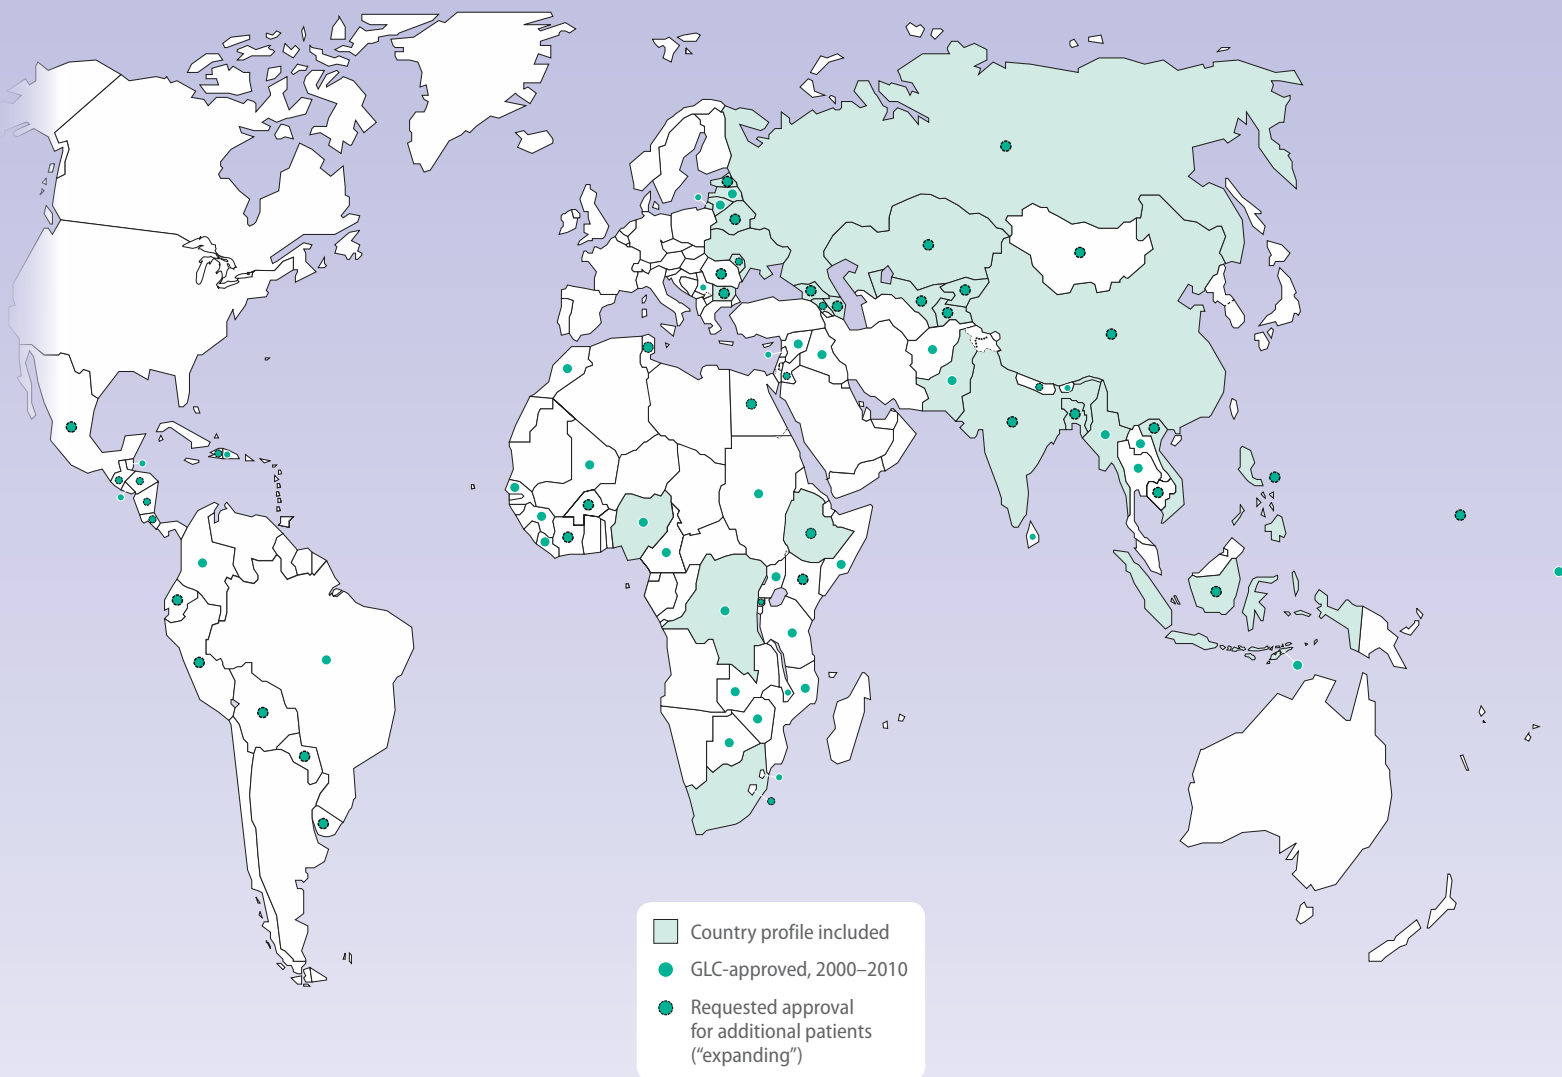 Country profile included
GLC-approved, 2000–2010
Requested approval
for additional patients
(“expanding”)